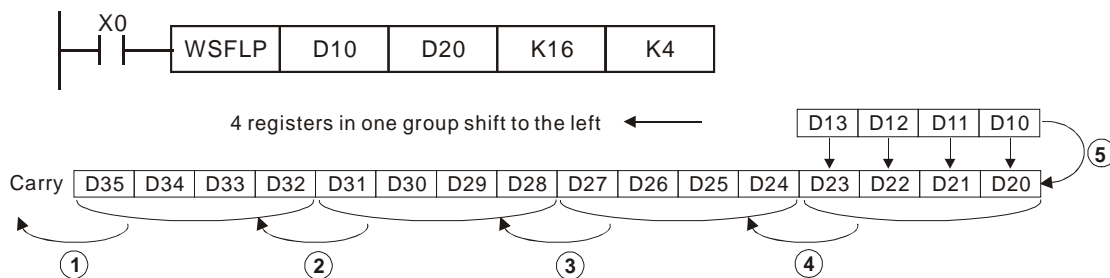 X0
WSFLP D10 D20 K16 K4
4 registers in one group shift to the left
D13 D12 D11 D10
5
Carry D35 D34 D33 D32 D31 D30 D29 D28 D27 D26 D25 D24 D23 D22 D21 D20
1 2 3 4